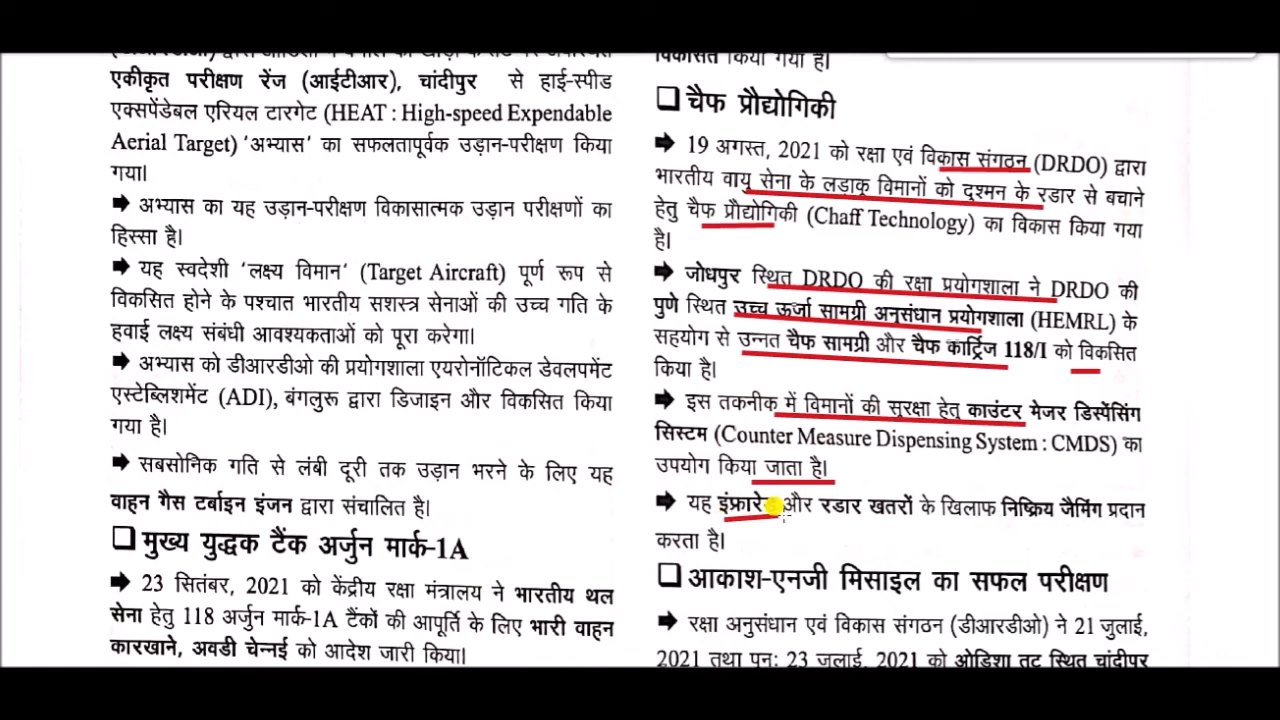 एकीकृत परीक्षण रेंज (आईटीआर), चांदीपुर से हाई-स्पीड
एक्सपेंडेबल एरियल टारगेट (HEAT : High-speed Expendable
Aerial Target) 'अभ्यास' का सफलतापूर्वक उड़ान-परीक्षण किया
गया।
➡ अभ्यास का यह उड़ान-परीक्षण विकासात्मक उड़ान परीक्षणों का
हिस्सा है।
➡ यह स्वदेशी 'लक्ष्य विमान' (Target Aircraft) पूर्ण रूप से
विकसित होने के पश्चात भारतीय सशस्त्र सेनाओं की उच्च गति के
हवाई लक्ष्य संबंधी आवश्यकताओं को पूरा करेगा।
➡ अभ्यास को डीआरडीओ की प्रयोगशाला एयरोनॉटिकल डेवलपमेंट
एस्टेब्लिशमेंट (ADI), बंगलुरू द्वारा डिजाइन और विकसित किया
गया है।
➡ सबसोनिक गति से लंबी दूरी तक उड़ान भरने के लिए यह
वाहन गैस टर्बाइन इंजन द्वारा संचालित है।
❑ मुख्य युद्धक टैंक अर्जुन मार्क-1A
➡ 23 सितंबर, 2021 को केंद्रीय रक्षा मंत्रालय ने भारतीय थल
सेना हेतु 118 अर्जुन मार्क-1A टैंकों की आपूर्ति के लिए भारी वाहन
कारखाने, अवडी चेन्नई को आदेश जारी किया।
विकसित किया गया है।
❑ चैफ प्रौद्योगिकी
➡ 19 अगस्त, 2021 को रक्षा एवं विकास संगठन (DRDO) द्वारा
भारतीय वायु सेना के लड़ाकू विमानों को दुश्मन के रडार से बचाने
हेतु चैफ प्रौद्योगिकी (Chaff Technology) का विकास किया गया
है।
➡ जोधपुर स्थित DRDO की रक्षा प्रयोगशाला ने DRDO की
पुणे स्थित उच्च ऊर्जा सामग्री अनुसंधान प्रयोगशाला (HEMRL) के
सहयोग से उन्नत चैफ सामग्री और चैफ कार्ट्रिज 118/I को विकसित
किया है।
➡ इस तकनीक में विमानों की सुरक्षा हेतु काउंटर मेजर डिस्पेंसिंग
सिस्टम (Counter Measure Dispensing System : CMDS) का
उपयोग किया जाता है।
➡ यह और रडार खतरों के खिलाफ निष्क्रिय जैमिंग प्रदान
करता है।
❑ आकाश-एनजी मिसाइल का सफल परीक्षण
➡ रक्षा अनुसंधान एवं विकास संगठन (डीआरडीओ) ने 21 जुलाई,
2021 तथा पुन: 23 जुलाई, 2021 को ओडिशा तट स्थित चांदीपुर